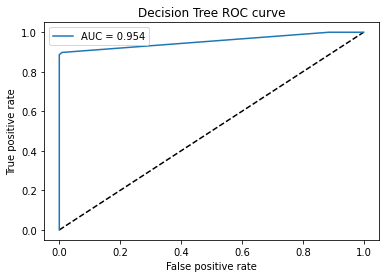 Decision Tree ROC curve
AUC = 0.954
True positive rate
1.0
0.8
0.6
0.4
0.2
0.0
0.0 0.2 0.4 0.6 0.8 1.0
False positive rate